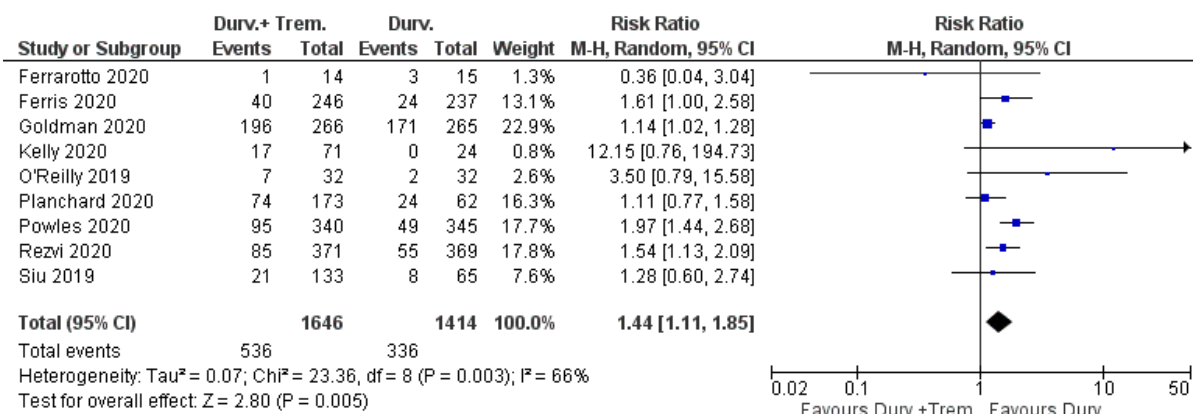 Durv.+ Trem. Durv. Risk Ratio Risk Ratio
Study or Subgroup Events Total Events Total Weight M-H, Random, 95% CI M-H, Random, 95% CI
Ferrarotto 2020 1 14 3 15 1.3% 0.36 [0.04, 3.04]
Ferris 2020 40 246 24 237 13.1% 1.61 [1.00, 2.58]
Goldman 2020 196 266 171 265 22.9% 1.14 [1.02, 1.28]
Kelly 2020 17 71 0 24 0.8% 12.15 [0.76, 194.73]
O'Reilly 2019 7 32 2 32 2.6% 3.50 [0.79, 15.58]
Planchard 2020 74 173 24 62 16.3% 1.11 [0.77, 1.58]
Powles 2020 95 340 49 345 17.7% 1.97 [1.44, 2.68]
Rezvi 2020 85 371 55 369 17.8% 1.54 [1.13, 2.09]
Siu 2019 21 133 8 65 7.6% 1.28 [0.60, 2.74]
Total (95% CI) 1646 1414 100.0% 1.44 [1.11, 1.85]
Total events 536 336
Heterogeneity: Tau² = 0.07; Chi² = 23.36, df = 8 (P = 0.003); I² = 66%
Test for overall effect: Z = 2.80 (P = 0.005)
0.02 0.1 1 10 50
Favours Durv.+Trem. Favours Durv.